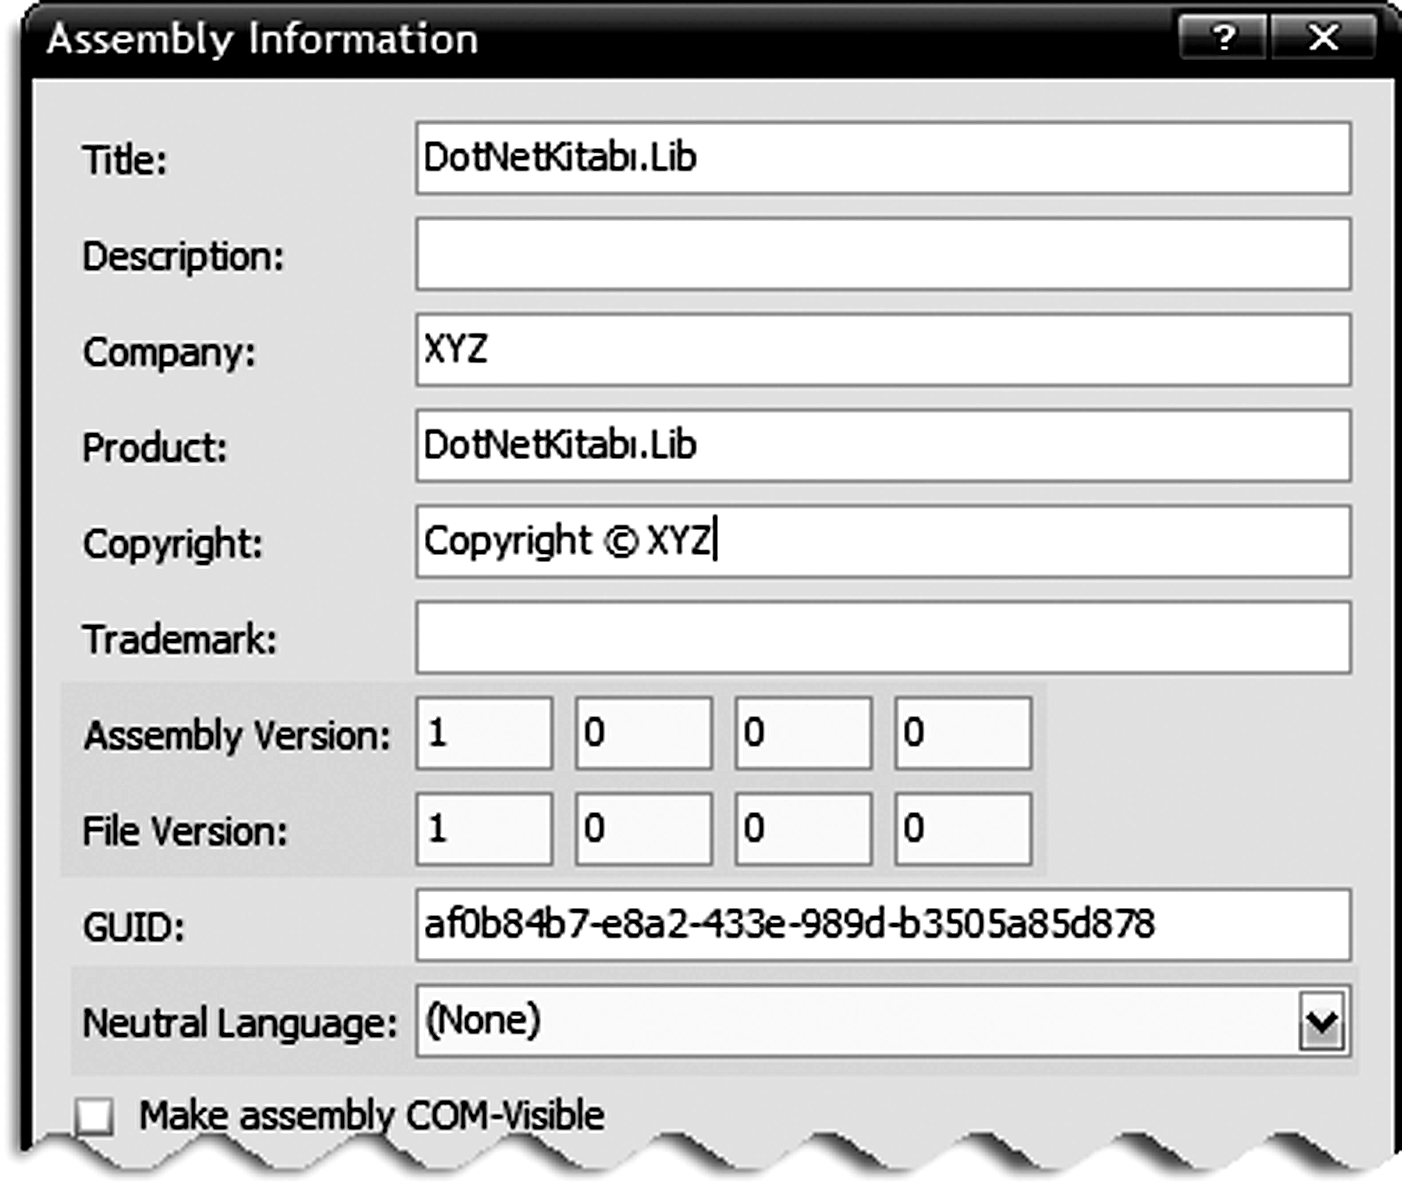 Assembly Information
Title: DotNetKitabı.Lib
Description:
Company: XYZ
Product: DotNetKitabı.Lib
Copyright: Copyright © XYZ
Trademark:
Assembly Version: 1 0 0 0
File Version: 1 0 0 0
GUID: af0b84b7-e8a2-433e-989d-b3505a85d878
Neutral Language: (None)
Make assembly COM-Visible